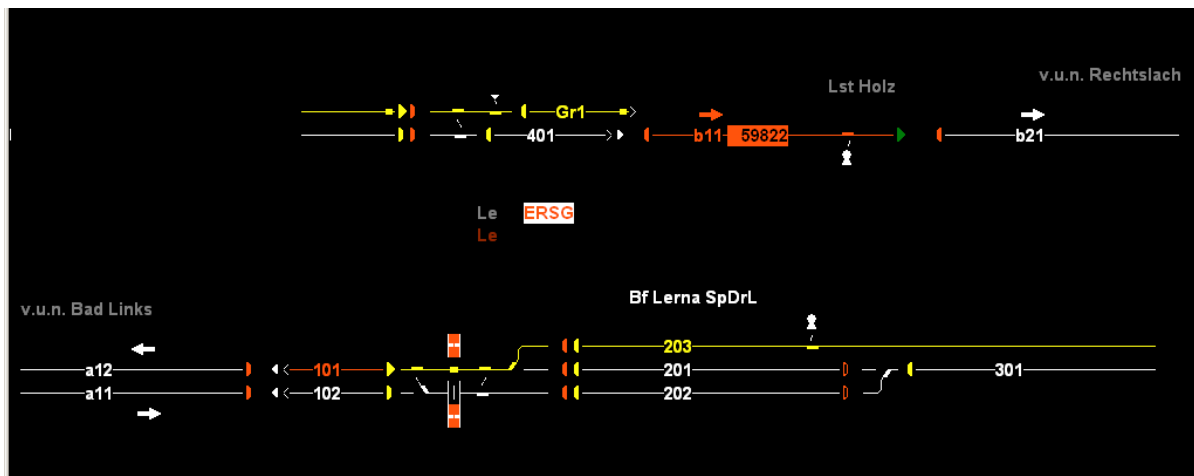 v.u.n. Rechtslach
Lst Holz
Gr1
401
b11
59822
b21
Le
ERSG
Le
Bf Lerna SpDrL
v.u.n. Bad Links
203
a12
101
201
301
a11
102
202